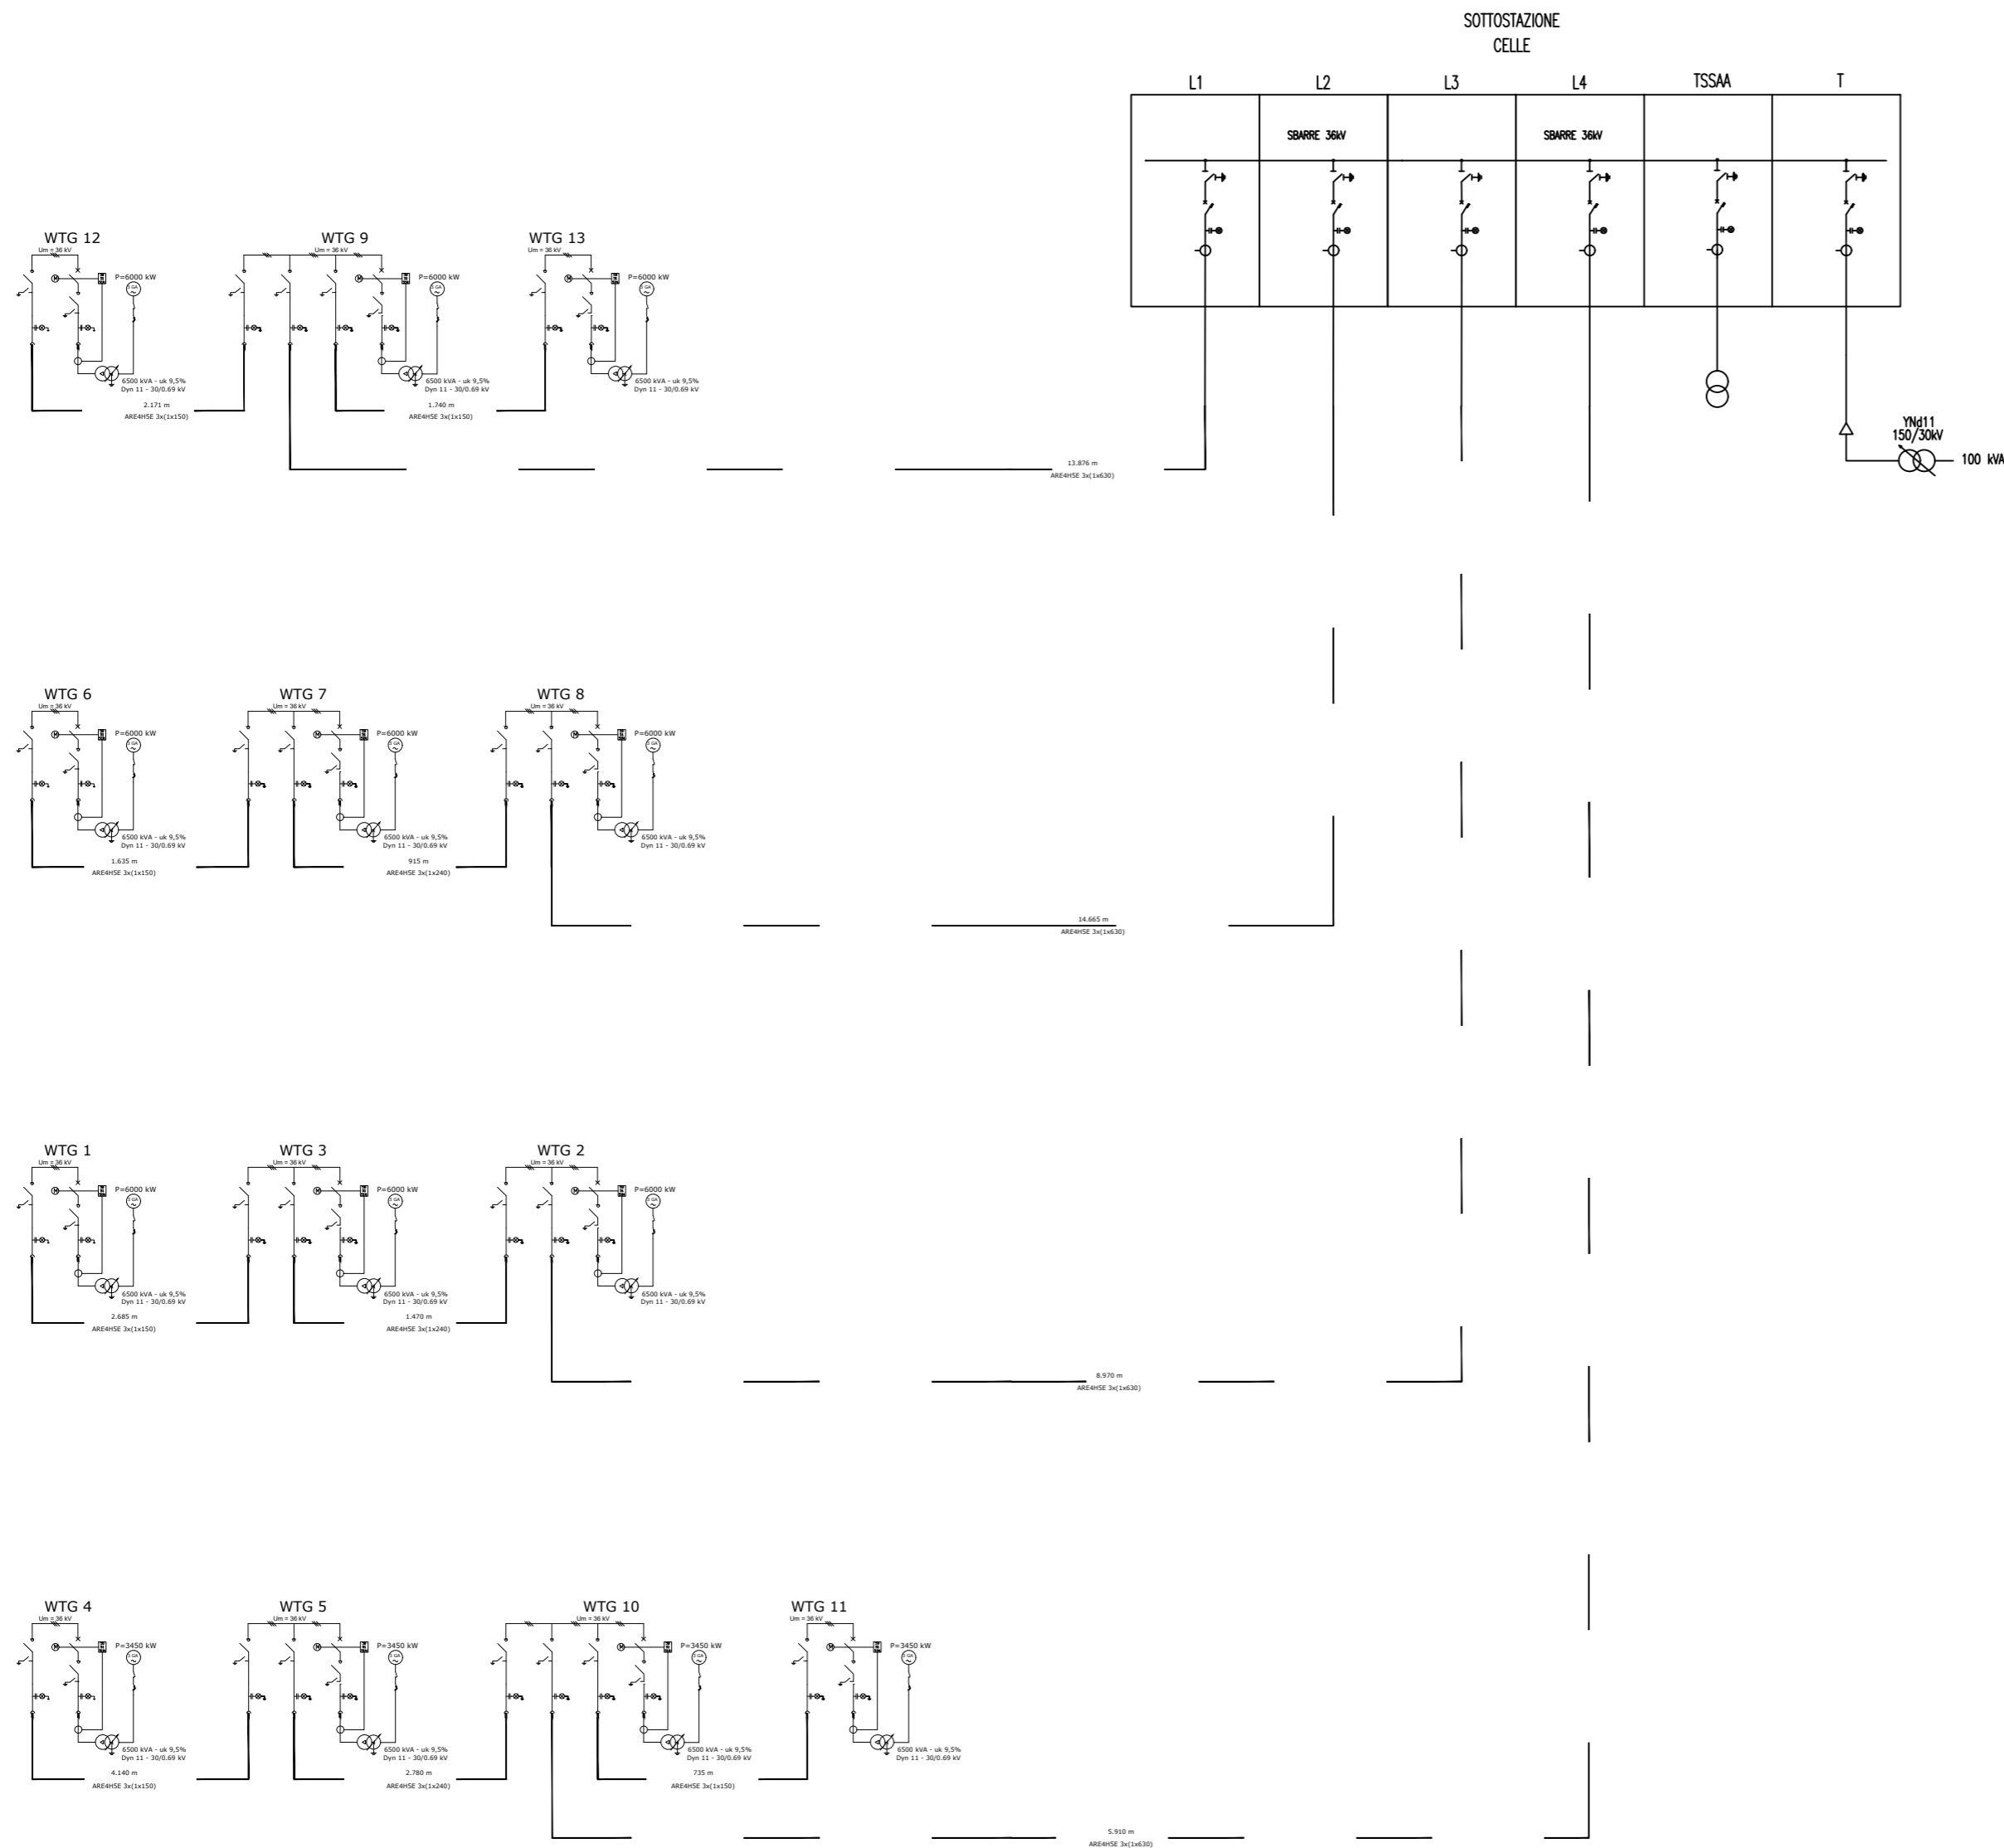 SOTTOSTAZIONE
CELLE
L1
L2
L3
L4
TSSAA
T
SBARRE 36kV
SBARRE 36kV
YNd11
150/30kV
100 kVA
WTG 12
Um = 36 kV
P=6000 kW
6500 kVA - uk 9,5%
Dyn 11 - 30/0.69 kV
2.171 m
ARE4H5E 3x(1x150)
WTG 9
Um = 36 kV
P=6000 kW
6500 kVA - uk 9,5%
Dyn 11 - 30/0.69 kV
1.740 m
ARE4H5E 3x(1x150)
WTG 13
Um = 36 kV
P=6000 kW
6500 kVA - uk 9,5%
Dyn 11 - 30/0.69 kV
13.876 m
ARE4H5E 3x(1x630)
WTG 6
Um = 36 kV
P=6000 kW
6500 kVA - uk 9,5%
Dyn 11 - 30/0.69 kV
1.635 m
ARE4H5E 3x(1x150)
WTG 7
Um = 36 kV
P=6000 kW
6500 kVA - uk 9,5%
Dyn 11 - 30/0.69 kV
915 m
ARE4H5E 3x(1x240)
WTG 8
Um = 36 kV
P=6000 kW
6500 kVA - uk 9,5%
Dyn 11 - 30/0.69 kV
14.665 m
ARE4H5E 3x(1x630)
WTG 1
Um = 36 kV
P=6000 kW
6500 kVA - uk 9,5%
Dyn 11 - 30/0.69 kV
2.685 m
ARE4H5E 3x(1x150)
WTG 3
Um = 36 kV
P=6000 kW
6500 kVA - uk 9,5%
Dyn 11 - 30/0.69 kV
1.470 m
ARE4H5E 3x(1x240)
WTG 2
Um = 36 kV
P=6000 kW
6500 kVA - uk 9,5%
Dyn 11 - 30/0.69 kV
8.970 m
ARE4H5E 3x(1x630)
WTG 4
Um = 36 kV
P=3450 kW
6500 kVA - uk 9,5%
Dyn 11 - 30/0.69 kV
4.140 m
ARE4H5E 3x(1x150)
WTG 5
Um = 36 kV
P=3450 kW
6500 kVA - uk 9,5%
Dyn 11 - 30/0.69 kV
2.780 m
ARE4H5E 3x(1x240)
WTG 10
Um = 36 kV
P=3450 kW
6500 kVA - uk 9,5%
Dyn 11 - 30/0.69 kV
735 m
ARE4H5E 3x(1x150)
WTG 11
Um = 36 kV
P=3450 kW
6500 kVA - uk 9,5%
Dyn 11 - 30/0.69 kV
5.910 m
ARE4H5E 3x(1x630)